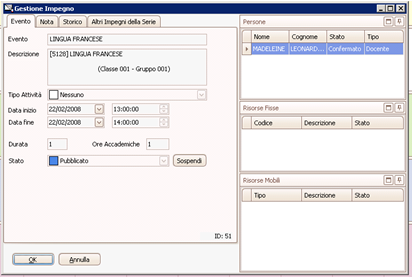 Gestione Impegno
Evento Nota Storico Altri Impegni della Serie
Evento LINGUA FRANCESE
Descrizione [S128] LINGUA FRANCESE
(Classe 001 - Gruppo 001)
Tipo Attività Nessuno
Data inizio 22/02/2008 13:00:00
Data fine 22/02/2008 14:00:00
Durata 1 Ore Accademiche 1
Stato Pubblicato Sospendi
ID: 51
OK Annulla
Persone
Nome Cognome Stato Tipo
MADELEINE LEONARD... Confermato Docente
Risorse Fisse
Codice Descrizione Stato
Risorse Mobili
Tipo Descrizione Stato